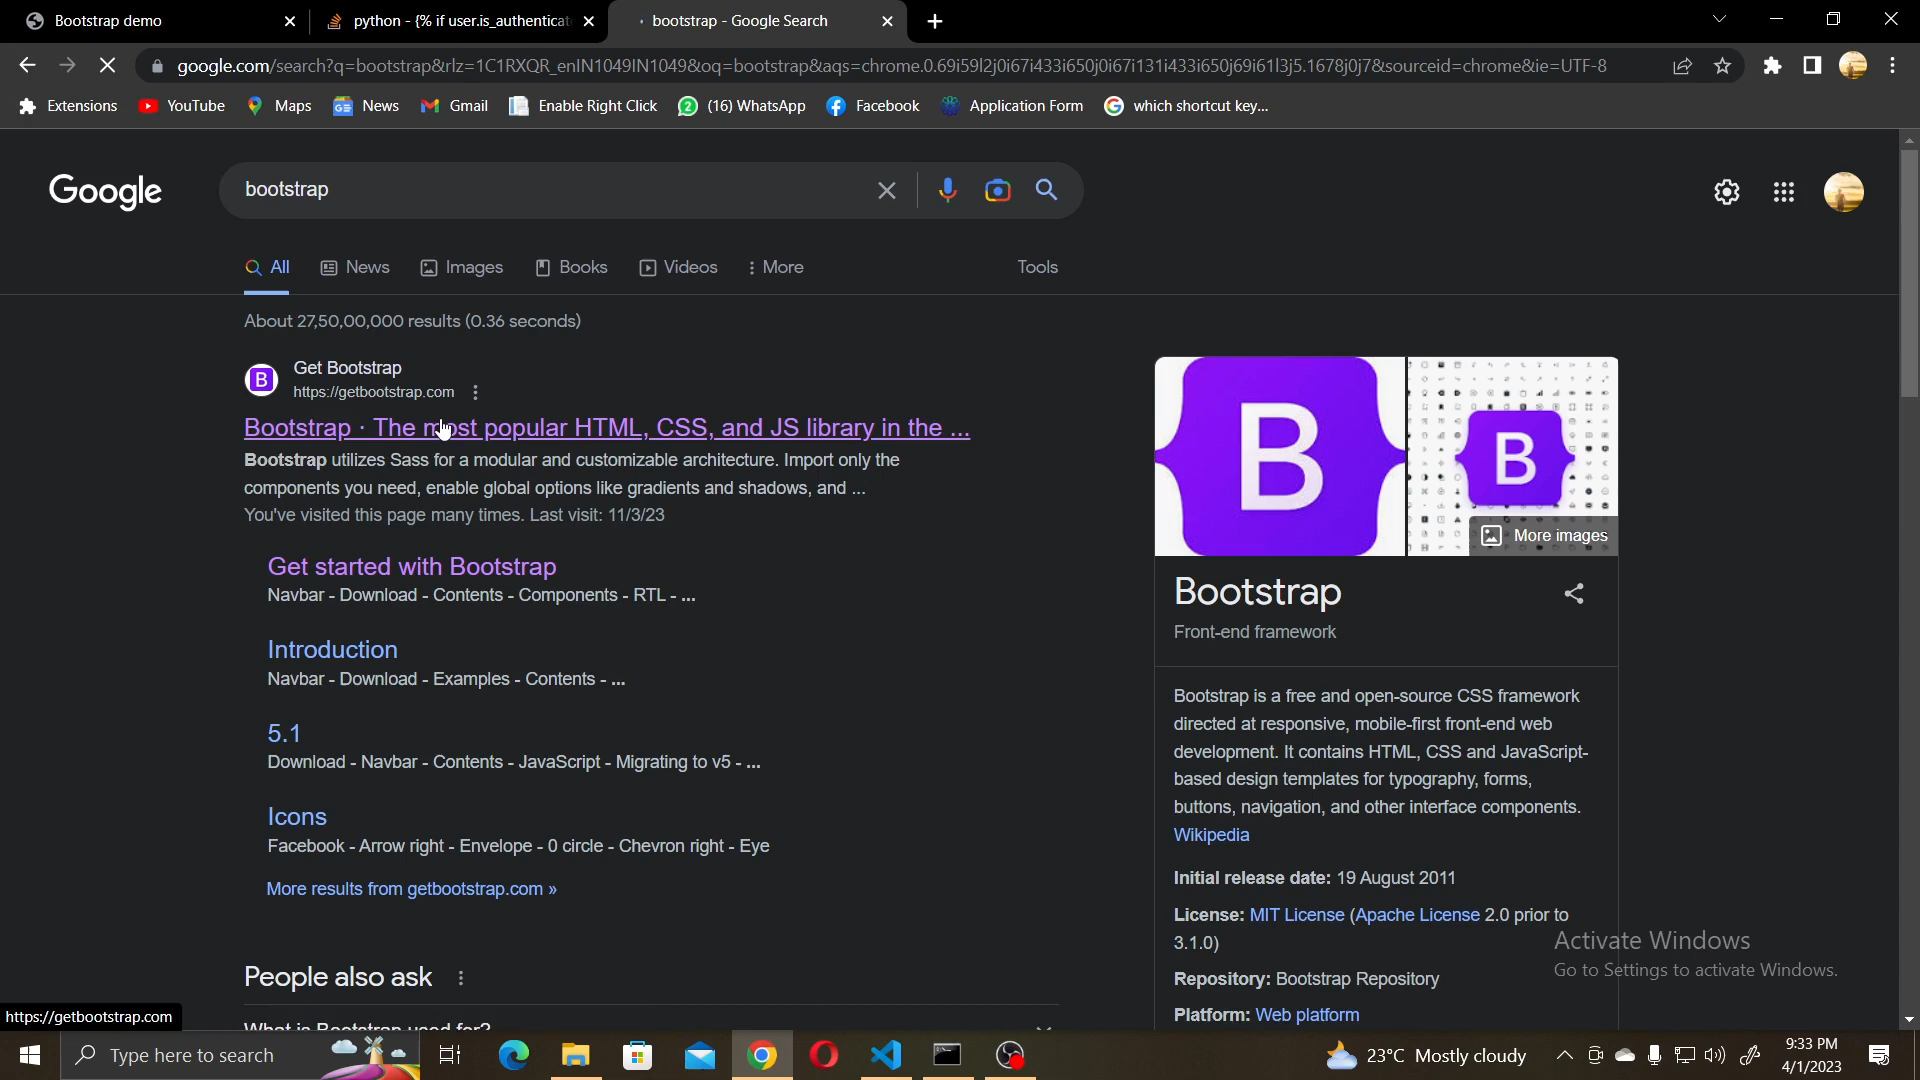 Bootstrap demo
python - {% if user.is_authenticat
bootstrap - Google Search
google.com/search?q=bootstrap&rlz=1C1RXQR_enIN1049IN1049&oq=bootstrap&aqs=chrome.0.69i59l2j0i67i433i650j0i67i131i433i650j69i61l3j5.1678j0j7&sourceid=chrome&ie=UTF-8
Extensions YouTube Maps News Gmail Enable Right Click (16) WhatsApp Facebook Application Form which shortcut key...
Google
bootstrap
All News Images Books Videos More Tools
About 27,50,00,000 results (0.36 seconds)
B
Get Bootstrap
https://getbootstrap.com
Bootstrap · The most popular HTML, CSS, and JS library in the ...
Bootstrap utilizes Sass for a modular and customizable architecture. Import only the
components you need, enable global options like gradients and shadows, and ...
You've visited this page many times. Last visit: 11/3/23
Get started with Bootstrap
Navbar - Download - Contents - Components - RTL - ...
Introduction
Navbar - Download - Examples - Contents - ...
5.1
Download - Navbar - Contents - JavaScript - Migrating to v5 - ...
Icons
Facebook - Arrow right - Envelope - 0 circle - Chevron right - Eye
More results from getbootstrap.com »
People also ask
What is Bootstrap used for?
B
B
More images
Bootstrap
Front-end framework
Bootstrap is a free and open-source CSS framework
directed at responsive, mobile-first front-end web
development. It contains HTML, CSS and JavaScript-
based design templates for typography, forms,
buttons, navigation, and other interface components.
Wikipedia
Initial release date: 19 August 2011
License: MIT License (Apache License 2.0 prior to
3.1.0)
Repository: Bootstrap Repository
Platform: Web platform
Activate Windows
Go to Settings to activate Windows.
https://getbootstrap.com
Type here to search
23°C Mostly cloudy
9:33 PM
4/1/2023